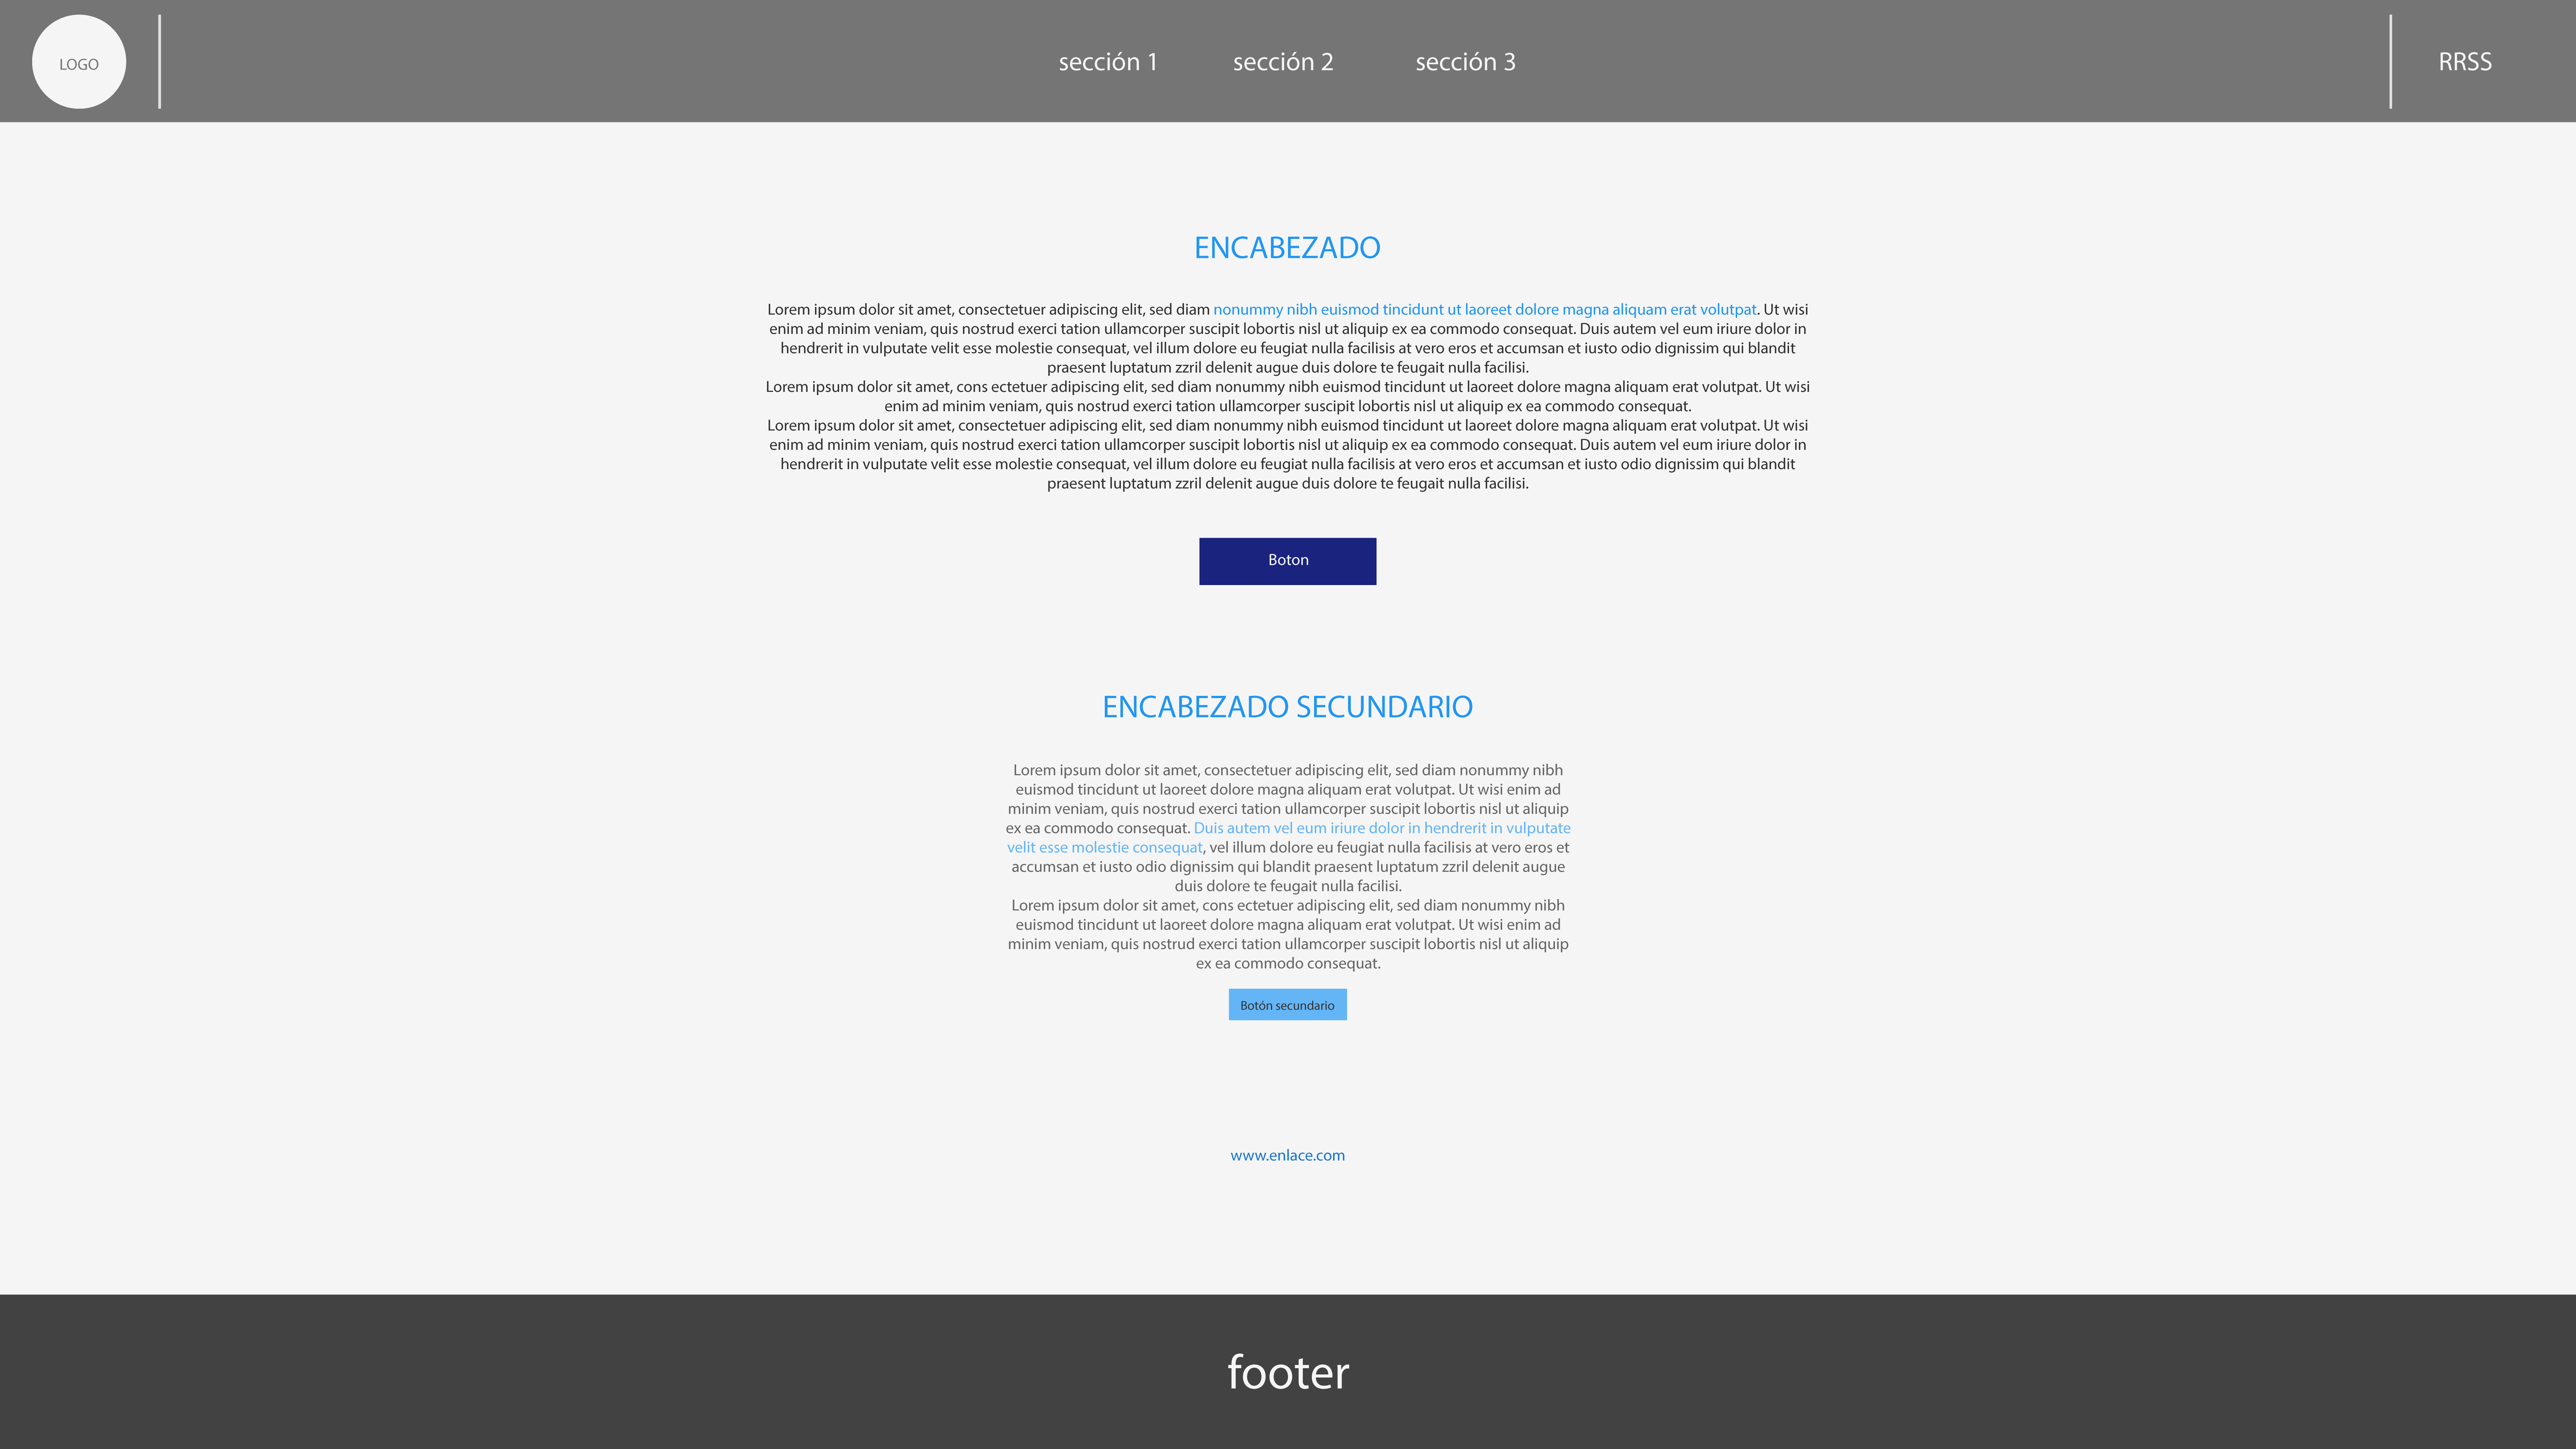 LOGO
sección 1
sección 2
sección 3
RRSS
ENCABEZADO
Lorem ipsum dolor sit amet, consectetuer adipiscing elit, sed diam nonummy nibh euismod tincidunt ut laoreet dolore magna aliquam erat volutpat. Ut wisi
enim ad minim veniam, quis nostrud exerci tation ullamcorper suscipit lobortis nisl ut aliquip ex ea commodo consequat. Duis autem vel eum iriure dolor in
hendrerit in vulputate velit esse molestie consequat, vel illum dolore eu feugiat nulla facilisis at vero eros et accumsan et iusto odio dignissim qui blandit
praesent luptatum zzril delenit augue duis dolore te feugait nulla facilisi.
Lorem ipsum dolor sit amet, cons ectetuer adipiscing elit, sed diam nonummy nibh euismod tincidunt ut laoreet dolore magna aliquam erat volutpat. Ut wisi
enim ad minim veniam, quis nostrud exerci tation ullamcorper suscipit lobortis nisl ut aliquip ex ea commodo consequat.
Lorem ipsum dolor sit amet, consectetuer adipiscing elit, sed diam nonummy nibh euismod tincidunt ut laoreet dolore magna aliquam erat volutpat. Ut wisi
enim ad minim veniam, quis nostrud exerci tation ullamcorper suscipit lobortis nisl ut aliquip ex ea commodo consequat. Duis autem vel eum iriure dolor in
hendrerit in vulputate velit esse molestie consequat, vel illum dolore eu feugiat nulla facilisis at vero eros et accumsan et iusto odio dignissim qui blandit
praesent luptatum zzril delenit augue duis dolore te feugait nulla facilisi.
Boton
ENCABEZADO SECUNDARIO
Lorem ipsum dolor sit amet, consectetuer adipiscing elit, sed diam nonummy nibh
euismod tincidunt ut laoreet dolore magna aliquam erat volutpat. Ut wisi enim ad
minim veniam, quis nostrud exerci tation ullamcorper suscipit lobortis nisl ut aliquip
ex ea commodo consequat. Duis autem vel eum iriure dolor in hendrerit in vulputate
velit esse molestie consequat, vel illum dolore eu feugiat nulla facilisis at vero eros et
accumsan et iusto odio dignissim qui blandit praesent luptatum zzril delenit augue
duis dolore te feugait nulla facilisi.
Lorem ipsum dolor sit amet, cons ectetuer adipiscing elit, sed diam nonummy nibh
euismod tincidunt ut laoreet dolore magna aliquam erat volutpat. Ut wisi enim ad
minim veniam, quis nostrud exerci tation ullamcorper suscipit lobortis nisl ut aliquip
ex ea commodo consequat.
Botón secundario
www.enlace.com
footer